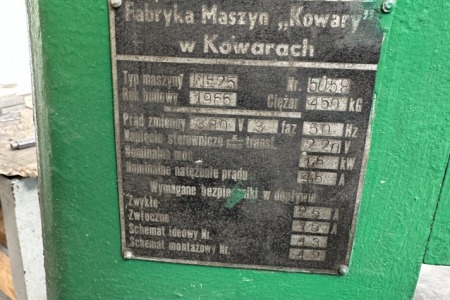 Fabryka Maszyn „Kowary"
w Kowarach
Typ maszyny Nr. 5058
Rok budowy 1966 Ciężar 450 kG
Prąd zmienny 380 V 3 faz 50 Hz
Napięcie sterownicze transf. 220 V
Nominalna moc kW
Nominalne natężenie prądu A
Wymagane bezpieczniki w dopływie
Zwykłe 25 A
Zwłoczne A
Schemat ideowy Nr.
Schemat montażowy Nr.